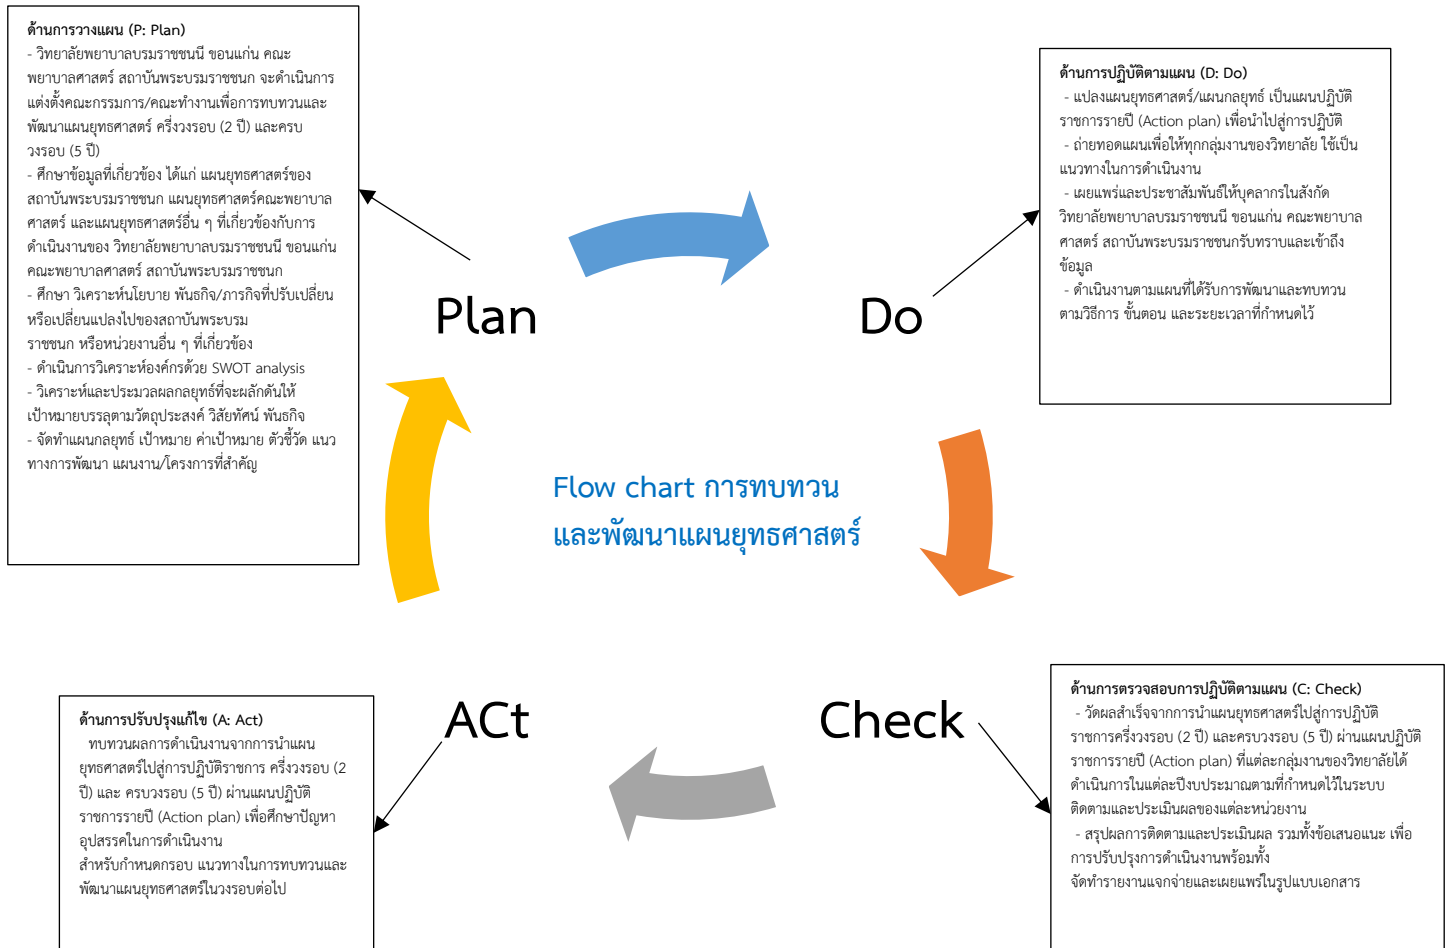 ด้านการวางแผน (P: Plan)
- วิทยาลัยพยาบาลบรมราชชนนี ขอนแก่น คณะ
พยาบาลศาสตร์ สถาบันพระบรมราชชนก จะดำเนินการ
แต่งตั้งคณะกรรมการ/คณะทำงานเพื่อการทบทวนและ
พัฒนาแผนยุทธศาสตร์ ครึ่งวงรอบ (2 ปี) และครบ
วงรอบ (5 ปี)
- ศึกษาข้อมูลที่เกี่ยวข้อง ได้แก่ แผนยุทธศาสตร์ของ
สถาบันพระบรมราชชนก แผนยุทธศาสตร์คณะพยาบาล
ศาสตร์ และแผนยุทธศาสตร์อื่น ๆ ที่เกี่ยวข้องกับการ
ดำเนินงานของ วิทยาลัยพยาบาลบรมราชชนนี ขอนแก่น
คณะพยาบาลศาสตร์ สถาบันพระบรมราชชนก
- ศึกษา วิเคราะห์นโยบาย พันธกิจ/ภารกิจที่ปรับเปลี่ยน
หรือเปลี่ยนแปลงไปของสถาบันพระบรม
ราชชนก หรือหน่วยงานอื่น ๆ ที่เกี่ยวข้อง
- ดำเนินการวิเคราะห์องค์กรด้วย SWOT analysis
- วิเคราะห์และประมวลผลกลยุทธ์ที่จะผลักดันให้
เป้าหมายบรรลุตามวัตถุประสงค์ วิสัยทัศน์ พันธกิจ
- จัดทำแผนกลยุทธ์ เป้าหมาย ค่าเป้าหมาย ตัวชี้วัด แนว
ทางการพัฒนา แผนงาน/โครงการที่สำคัญ
ด้านการปฏิบัติตามแผน (D: Do)
- แปลงแผนยุทธศาสตร์/แผนกลยุทธ์ เป็นแผนปฏิบัติ
ราชการรายปี (Action plan) เพื่อนำไปสู่การปฏิบัติ
- ถ่ายทอดแผนเพื่อให้ทุกกลุ่มงานของวิทยาลัย ใช้เป็น
แนวทางในการดำเนินงาน
- เผยแพร่และประชาสัมพันธ์ให้บุคลากรในสังกัด
วิทยาลัยพยาบาลบรมราชชนนี ขอนแก่น คณะพยาบาล
ศาสตร์ สถาบันพระบรมราชชนกรับทราบและเข้าถึง
ข้อมูล
- ดำเนินงานตามแผนที่ได้รับการพัฒนาและทบทวน
ตามวิธีการ ขั้นตอน และระยะเวลาที่กำหนดไว้
Plan
Do
Flow chart การทบทวน
และพัฒนาแผนยุทธศาสตร์
ACt
Check
ด้านการปรับปรุงแก้ไข (A: Act)
ทบทวนผลการดำเนินงานจากการนำแผน
ยุทธศาสตร์ไปสู่การปฏิบัติราชการ ครึ่งวงรอบ (2
ปี) และ ครบวงรอบ (5 ปี) ผ่านแผนปฏิบัติ
ราชการรายปี (Action plan) เพื่อศึกษาปัญหา
อุปสรรคในการดำเนินงาน
สำหรับกำหนดกรอบ แนวทางในการทบทวนและ
พัฒนาแผนยุทธศาสตร์ในวงรอบต่อไป
ด้านการตรวจสอบการปฏิบัติตามแผน (C: Check)
- วัดผลสำเร็จจากการนำแผนยุทธศาสตร์ไปสู่การปฏิบัติ
ราชการครึ่งวงรอบ (2 ปี) และครบวงรอบ (5 ปี) ผ่านแผนปฏิบัติ
ราชการรายปี (Action plan) ที่แต่ละกลุ่มงานของวิทยาลัยได้
ดำเนินการในแต่ละปีงบประมาณตามที่กำหนดไว้ในระบบ
ติดตามและประเมินผลของแต่ละหน่วยงาน
- สรุปผลการติดตามและประเมินผล รวมทั้งข้อเสนอแนะ เพื่อ
การปรับปรุงการดำเนินงานพร้อมทั้ง
จัดทำรายงานแจกจ่ายและเผยแพร่ในรูปแบบเอกสาร